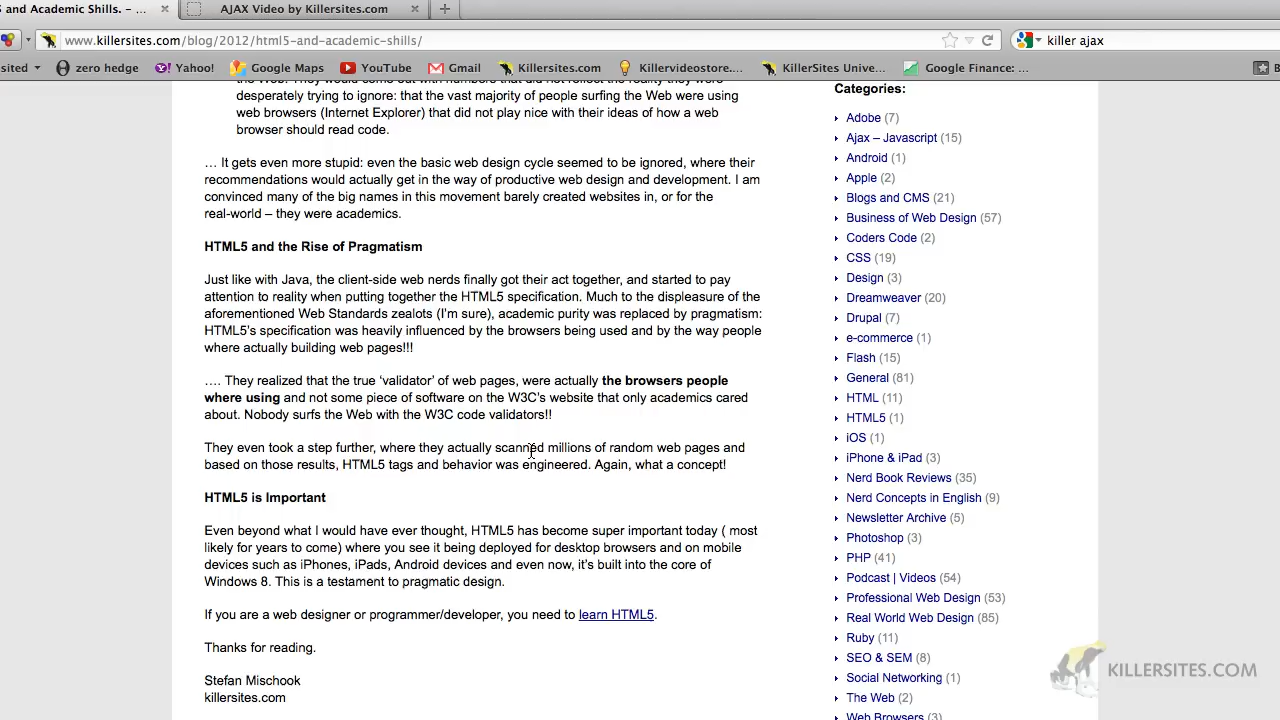 and Academic Skills. – ...
AJAX Video by Killersites.com
www.killersites.com/blog/2012/html5-and-academic-skills/
killer ajax
sited
zero hedge
Yahoo!
Google Maps
YouTube
Gmail
Killersites.com
Killervideostore....
KillerSites Unive...
Google Finance: ...
desperately trying to ignore: that the vast majority of people surfing the Web were using
web browsers (Internet Explorer) that did not play nice with their ideas of how a web
browser should read code.
… It gets even more stupid: even the basic web design cycle seemed to be ignored, where their
recommendations would actually get in the way of productive web design and development. I am
convinced many of the big names in this movement barely created websites in, or for the
real-world – they were academics.
HTML5 and the Rise of Pragmatism
Just like with Java, the client-side web nerds finally got their act together, and started to pay
attention to reality when putting together the HTML5 specification. Much to the displeasure of the
aforementioned Web Standards zealots (I'm sure), academic purity was replaced by pragmatism:
HTML5's specification was heavily influenced by the browsers being used and by the way people
where actually building web pages!!!
…. They realized that the true ‘validator’ of web pages, were actually the browsers people
where using and not some piece of software on the W3C's website that only academics cared
about. Nobody surfs the Web with the W3C code validators!!
They even took a step further, where they actually scanned millions of random web pages and
based on those results, HTML5 tags and behavior was engineered. Again, what a concept!
HTML5 is Important
Even beyond what I would have ever thought, HTML5 has become super important today ( most
likely for years to come) where you see it being deployed for desktop browsers and on mobile
devices such as iPhones, iPads, Android devices and even now, it's built into the core of
Windows 8. This is a testament to pragmatic design.
If you are a web designer or programmer/developer, you need to learn HTML5.
Thanks for reading.
Stefan Mischook
killersites.com
Categories:
Adobe (7)
Ajax – Javascript (15)
Android (1)
Apple (2)
Blogs and CMS (21)
Business of Web Design (57)
Coders Code (2)
CSS (19)
Design (3)
Dreamweaver (20)
Drupal (7)
e-commerce (1)
Flash (15)
General (81)
HTML (11)
HTML5 (1)
iOS (1)
iPhone & iPad (3)
Nerd Book Reviews (35)
Nerd Concepts in English (9)
Newsletter Archive (5)
Photoshop (3)
PHP (41)
Podcast | Videos (54)
Professional Web Design (53)
Real World Web Design (85)
Ruby (11)
SEO & SEM (8)
Social Networking (1)
The Web (2)
Web Browsers (3)
KILLERSITES.COM